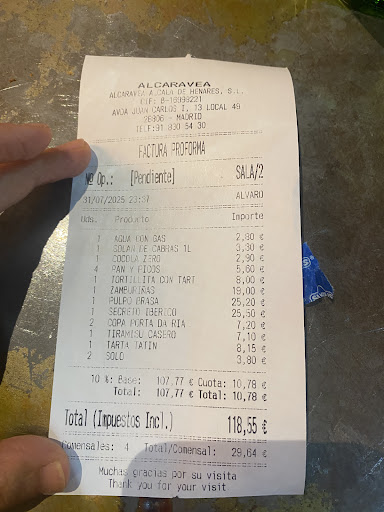 ALCARAVEA
ALCARAVEA ALCALA DE HENARES, S.L.
CIF: B-16096221
AVDA JUAN CARLOS I, 13 LOCAL 49
28806 - MADRID
TELF:91 830 54 30
FACTURA PROFORMA
Nº Op.: [Pendiente] SALA/2
31/07/2025 23:37 ALVARO
Uds. Producto Importe
1 AGUA CON GAS 2,80 €
1 SOLAN DE CABRAS 1L 3,30 €
1 COCOLA ZERO 2,90 €
4 PAN Y PICOS 5,60 €
1 TORTILLITA CON TART 8,00 €
1 ZAMBURIÑAS 19,00 €
1 PULPO BRASA 25,20 €
1 SECRETO IBERICO 25,50 €
2 COPA PORTA DA RIA 7,20 €
1 TIRAMISU CASERO 7,10 €
1 TARTA TATIN 8,15 €
2 SOLO 3,80 €
10 %: Base: 107,77 € Cuota: 10,78 €
Total: 107,77 € Total: 10,78 €
Total (Impuestos Incl.) 118,55 €
Comensales: 4 Total/Comensal: 29,64 €
Muchas gracias por su visita
Thank you for your visit